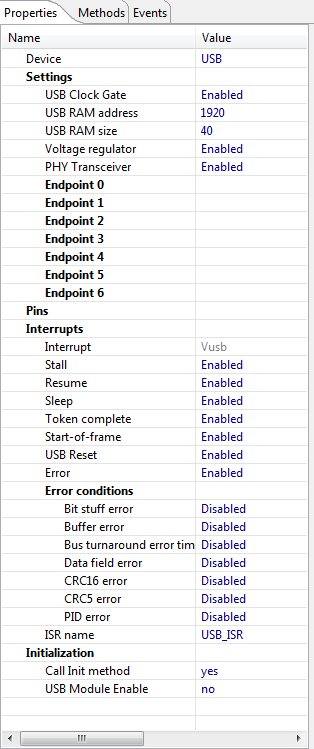 Properties Methods Events
Name Value
Device USB
Settings
USB Clock Gate Enabled
USB RAM address 1920
USB RAM size 40
Voltage regulator Enabled
PHY Transceiver Enabled
Endpoint 0
Endpoint 1
Endpoint 2
Endpoint 3
Endpoint 4
Endpoint 5
Endpoint 6
Pins
Interrupts
Interrupt Vusb
Stall Enabled
Resume Enabled
Sleep Enabled
Token complete Enabled
Start-of-frame Enabled
USB Reset Enabled
Error Enabled
Error conditions
Bit stuff error Disabled
Buffer error Disabled
Bus turnaround error tim Disabled
Data field error Disabled
CRC16 error Disabled
CRC5 error Disabled
PID error Disabled
ISR name USB_ISR
Initialization
Call Init method yes
USB Module Enable no